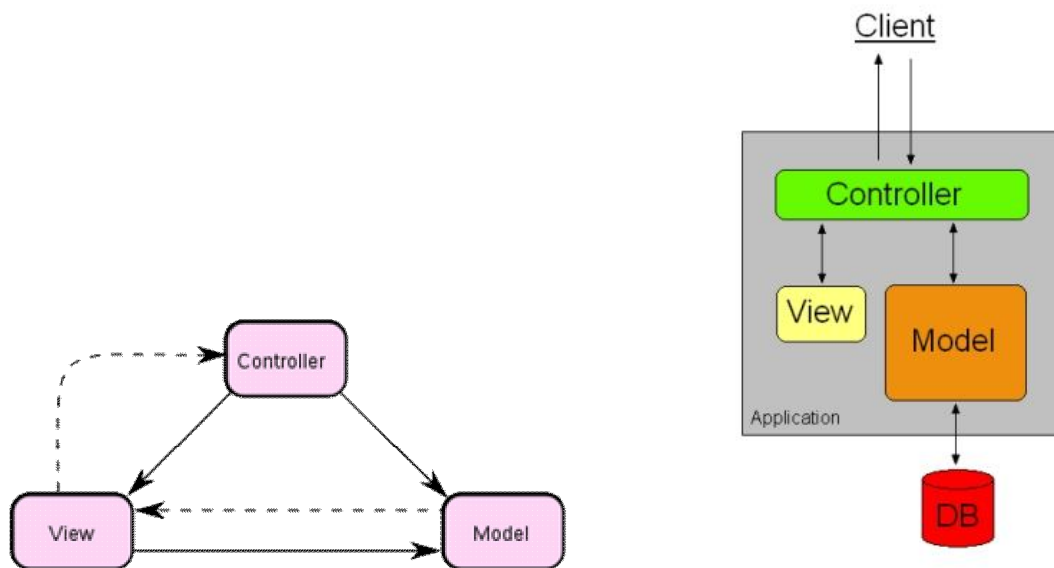 Controller
View
Model
Client
Controller
View
Model
Application
DB